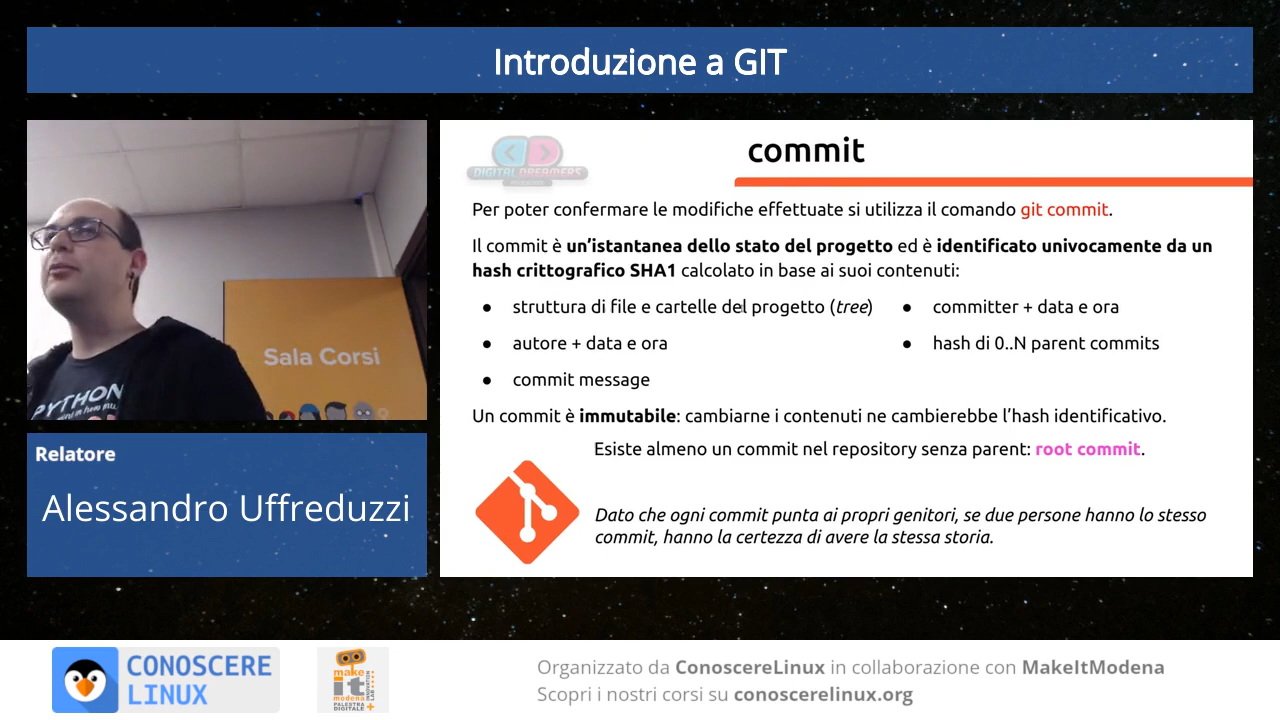 Introduzione a GIT
Sala Corsi
PYTHON
Relatore
Alessandro Uffreduzzi
DIGITAL DREAMERS
commit
Per poter confermare le modifiche effettuate si utilizza il comando git commit.
Il commit è un'istantanea dello stato del progetto ed è identificato univocamente da un
hash crittografico SHA1 calcolato in base ai suoi contenuti:
● struttura di file e cartelle del progetto (tree)
● autore + data e ora
● commit message
● committer + data e ora
● hash di 0..N parent commits
Un commit è immutabile: cambiarne i contenuti ne cambierebbe l'hash identificativo.
Esiste almeno un commit nel repository senza parent: root commit.
Dato che ogni commit punta ai propri genitori, se due persone hanno lo stesso
commit, hanno la certezza di avere la stessa storia.
CONOSCERE
LINUX
make
it
modena
PALESTRA
DIGITALE
INNOVATION
LAB
Organizzato da ConoscereLinux in collaborazione con MakeItModena
Scopri i nostri corsi su conoscerelinux.org